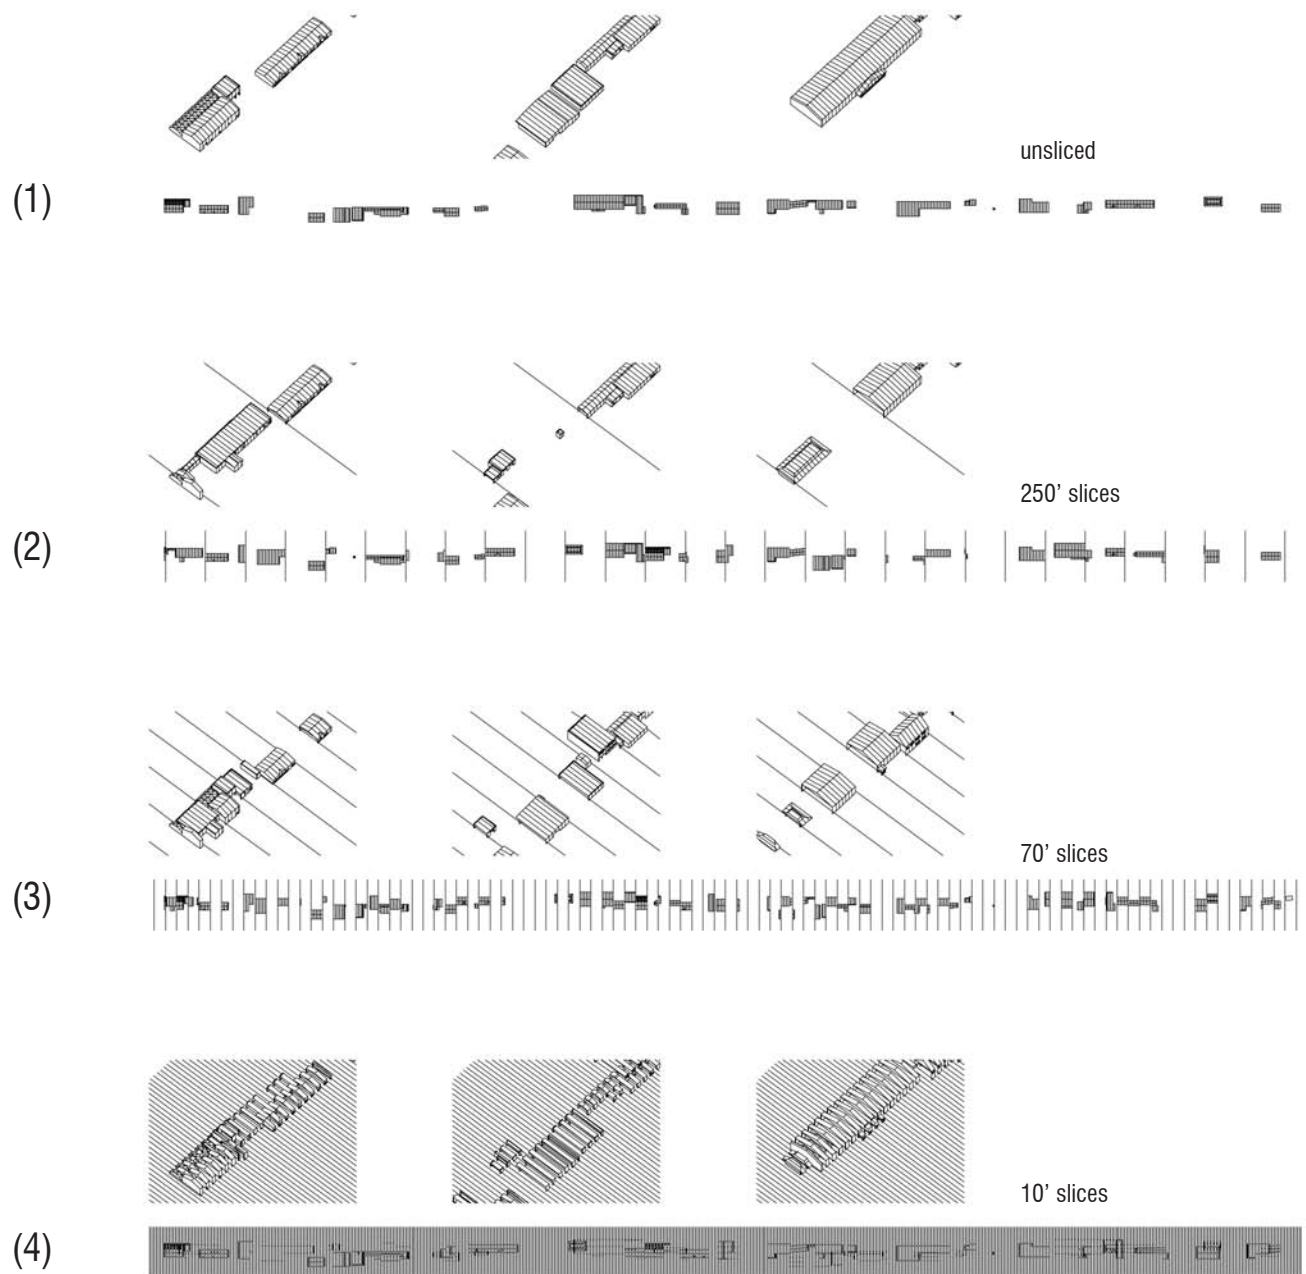 unsliced
(1)
250’ slices
(2)
70’ slices
(3)
10’ slices
(4)